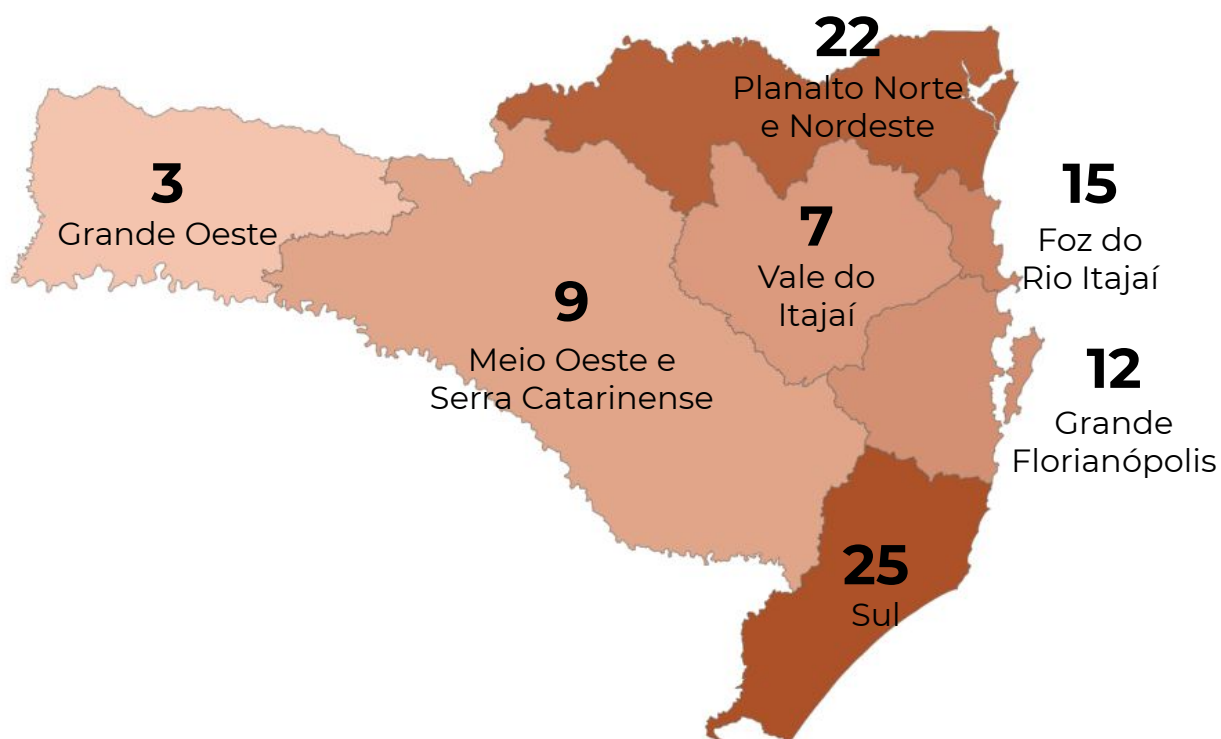 22
Planalto Norte
e Nordeste
3
Grande Oeste
15
Foz do
Rio Itajaí
7
Vale do
Itajaí
9
Meio Oeste e
Serra Catarinense
12
Grande
Florianópolis
25
Sul